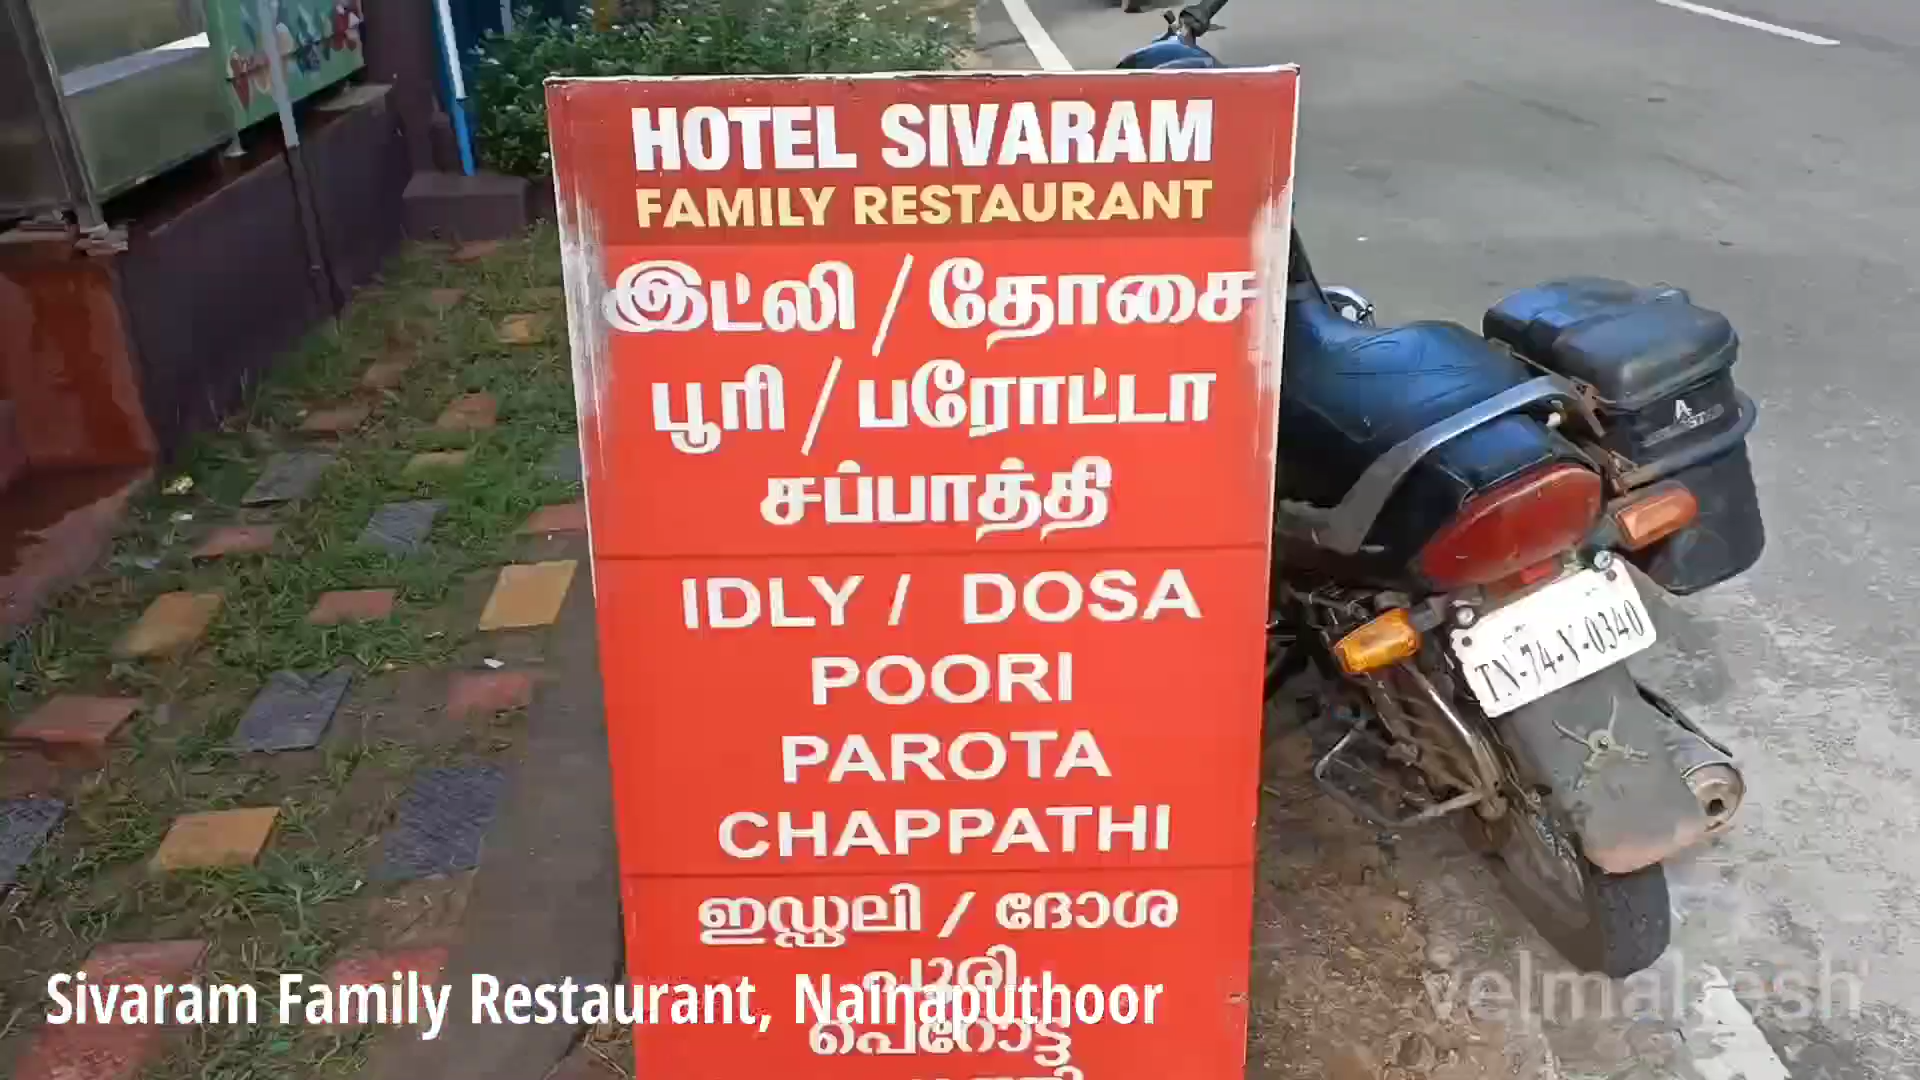 HOTEL SIVARAM
FAMILY RESTAURANT
இட்லி / தோசை
பூரி / பரோட்டா
சப்பாத்தி
IDLY / DOSA
POORI
PAROTA
CHAPPATHI
ഇഡ്ഡലി / ദോശ
പൂരി
പെറോട്ട
TN-74-Y-0340
Sivaram Family Restaurant, Nainaputhoor
velmahesh